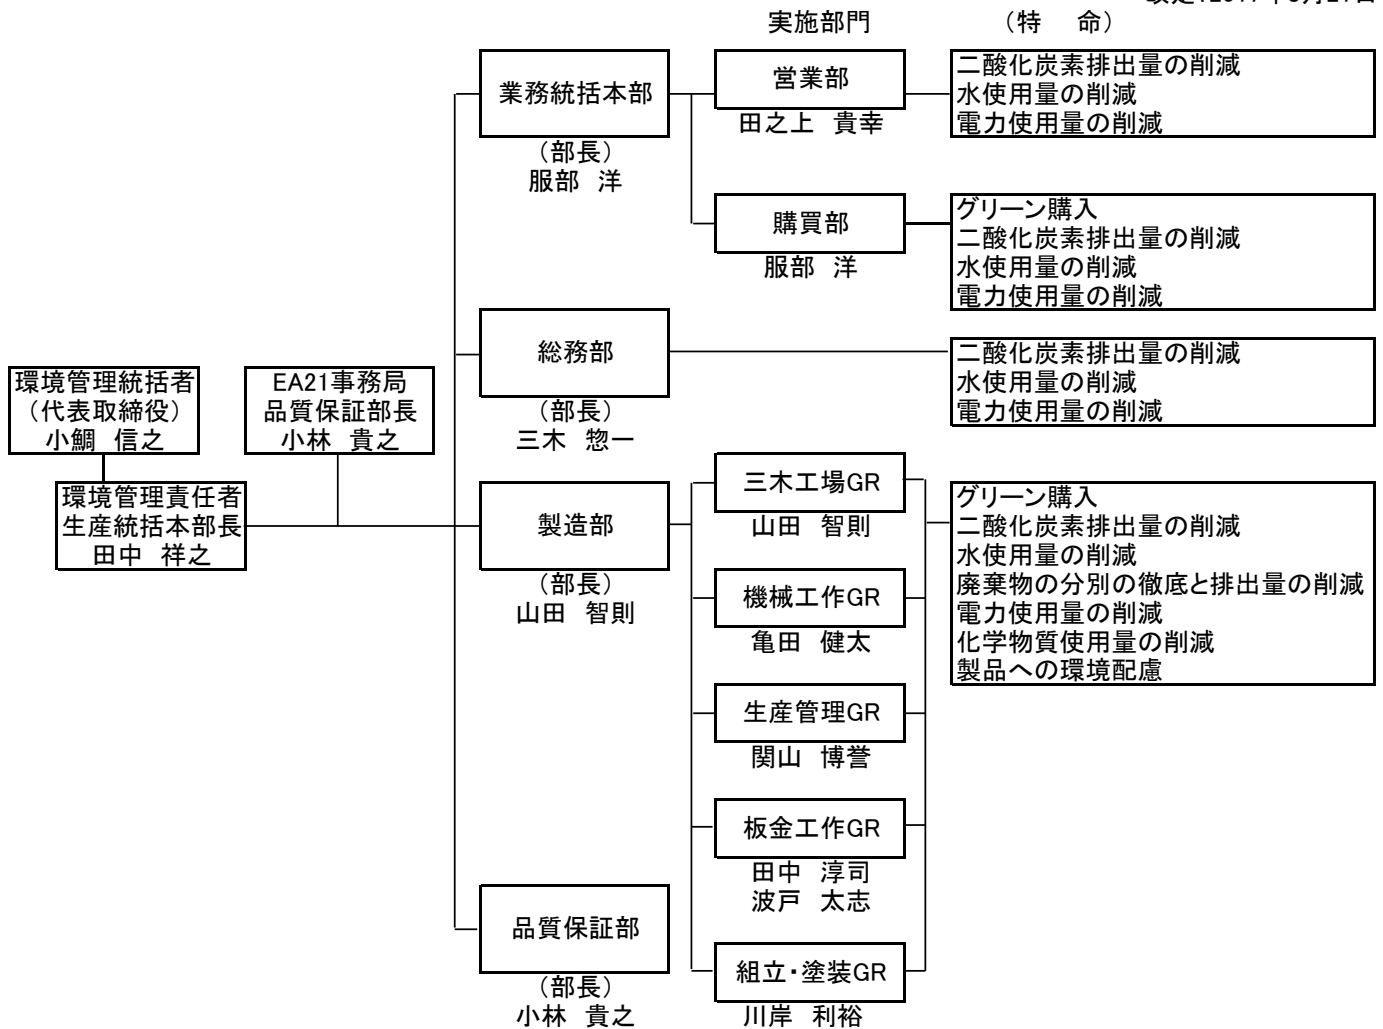 実施部門
（特　命）
業務統括本部
（部長）
服部　洋
営業部
田之上　貴幸
二酸化炭素排出量の削減
水使用量の削減
電力使用量の削減
購買部
服部　洋
グリーン購入
二酸化炭素排出量の削減
水使用量の削減
電力使用量の削減
総務部
（部長）
三木　惣一
二酸化炭素排出量の削減
水使用量の削減
電力使用量の削減
環境管理統括者
（代表取締役）
小鯛　信之
EA21事務局
品質保証部長
小林　貴之
環境管理責任者
生産統括本部長
田中　祥之
製造部
（部長）
山田　智則
三木工場GR
山田　智則
機械工作GR
亀田　健太
生産管理GR
関山　博誉
板金工作GR
田中　淳司
波戸　太志
組立・塗装GR
川岸　利裕
グリーン購入
二酸化炭素排出量の削減
水使用量の削減
廃棄物の分別の徹底と排出量の削減
電力使用量の削減
化学物質使用量の削減
製品への環境配慮
品質保証部
（部長）
小林　貴之